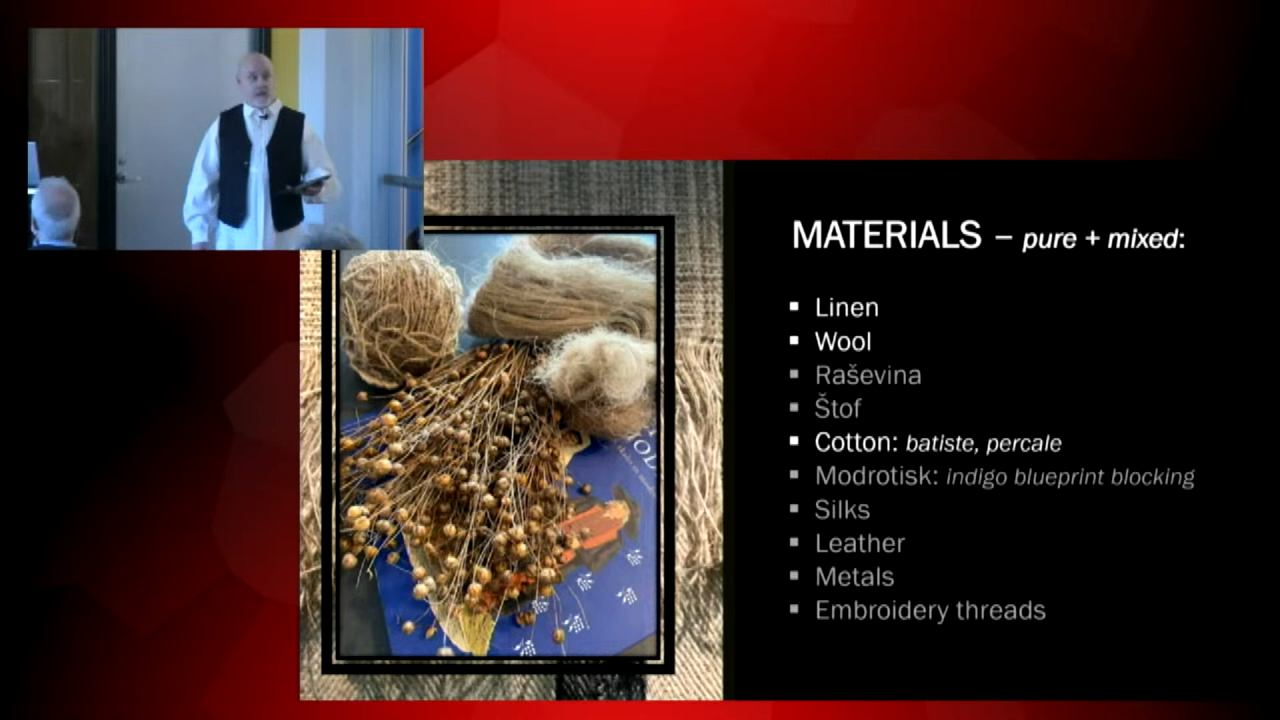 MATERIALS – pure + mixed:
Linen
Wool
Raševina
Štof
Cotton: batiste, percale
Modrotisk: indigo blueprint blocking
Silks
Leather
Metals
Embroidery threads